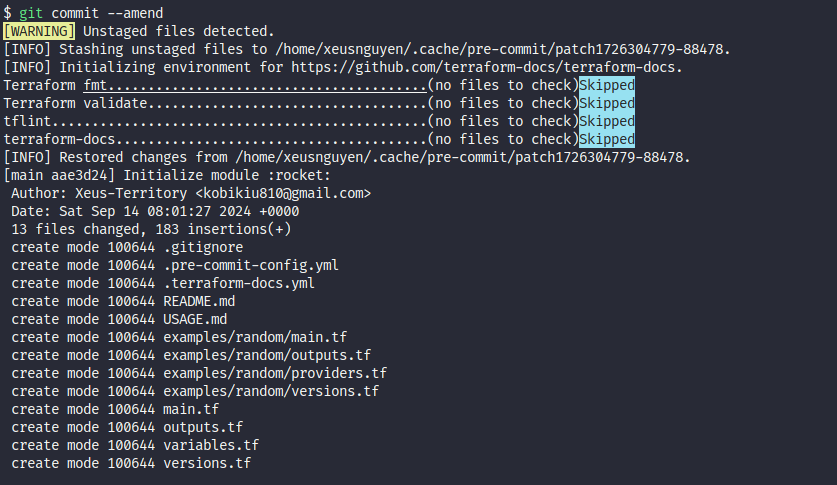 $ git commit --amend
[WARNING] Unstaged files detected.
[INFO] Stashing unstaged files to /home/xeusnguyen/.cache/pre-commit/patch1726304779-88478.
[INFO] Initializing environment for https://github.com/terraform-docs/terraform-docs.
Terraform fmt........................................(no files to check)Skipped
Terraform validate...................................(no files to check)Skipped
tflint...............................................(no files to check)Skipped
terraform-docs.......................................(no files to check)Skipped
[INFO] Restored changes from /home/xeusnguyen/.cache/pre-commit/patch1726304779-88478.
[main aae3d24] Initialize module :rocket:
Author: Xeus-Territory <kobikiu810@gmail.com>
Date: Sat Sep 14 08:01:27 2024 +0000
13 files changed, 183 insertions(+)
create mode 100644 .gitignore
create mode 100644 .pre-commit-config.yml
create mode 100644 .terraform-docs.yml
create mode 100644 README.md
create mode 100644 USAGE.md
create mode 100644 examples/random/main.tf
create mode 100644 examples/random/outputs.tf
create mode 100644 examples/random/providers.tf
create mode 100644 examples/random/versions.tf
create mode 100644 main.tf
create mode 100644 outputs.tf
create mode 100644 variables.tf
create mode 100644 versions.tf